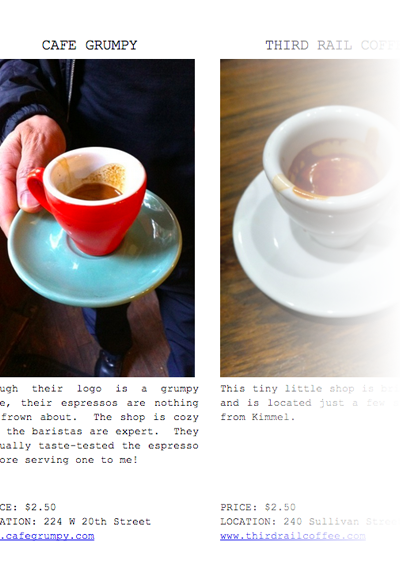 CAFE GRUMPY
ugh their logo is a grumpy
e, their espressos are nothing
frown about. The shop is cozy
the baristas are expert. They
ually taste-tested the espresso
ore serving one to me!
CE: $2.50
ATION: 224 W 20th Street
.cafegrumpy.com
THIRD RAIL COFFEE
This tiny little shop is
and is located just a few
from Kimmel.
PRICE: $2.50
LOCATION: 240 Sullivan Street
www.thirdrailcoffee.com